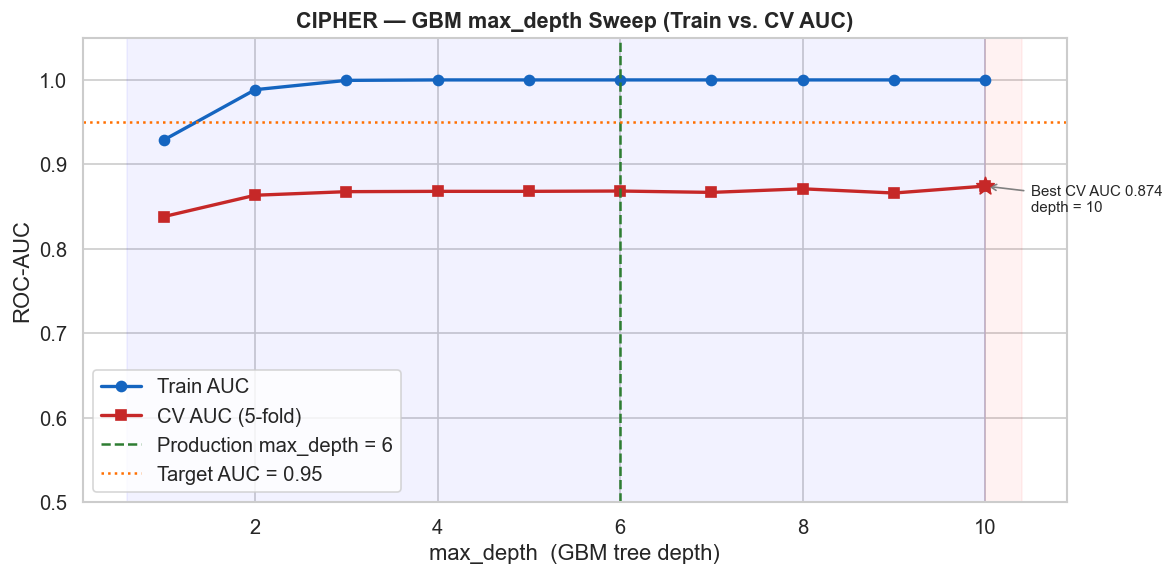 CIPHER — GBM max_depth Sweep (Train vs. CV AUC)
ROC-AUC
1.0
0.9
0.8
0.7
0.6
0.5
Best CV AUC 0.874
depth = 10
Train AUC
CV AUC (5-fold)
Production max_depth = 6
Target AUC = 0.95
2 4 6 8 10
max_depth  (GBM tree depth)